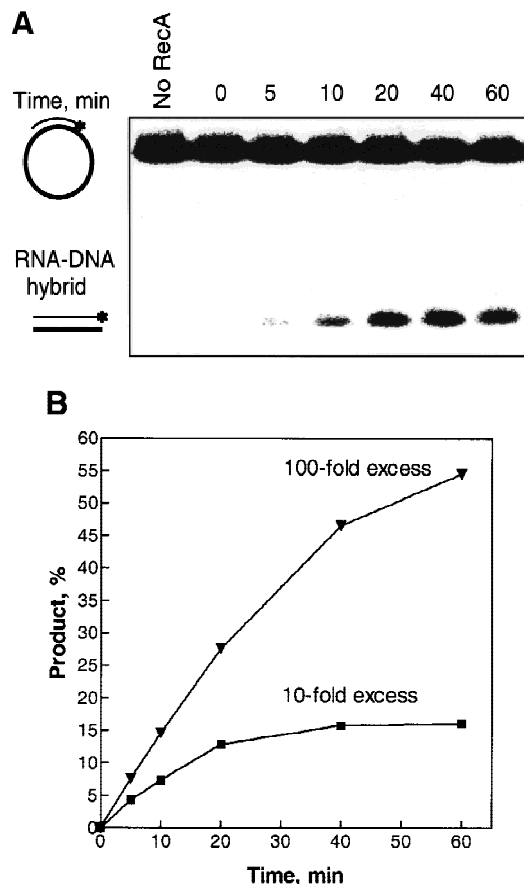 A
No RecA
Time, min
0 5 10 20 40 60
RNA-DNA
hybrid
*
B
60
55
50
45
40
35
30
25
20
15
10
5
0
Product, %
100-fold excess
10-fold excess
0 10 20 30 40 50 60
Time, min